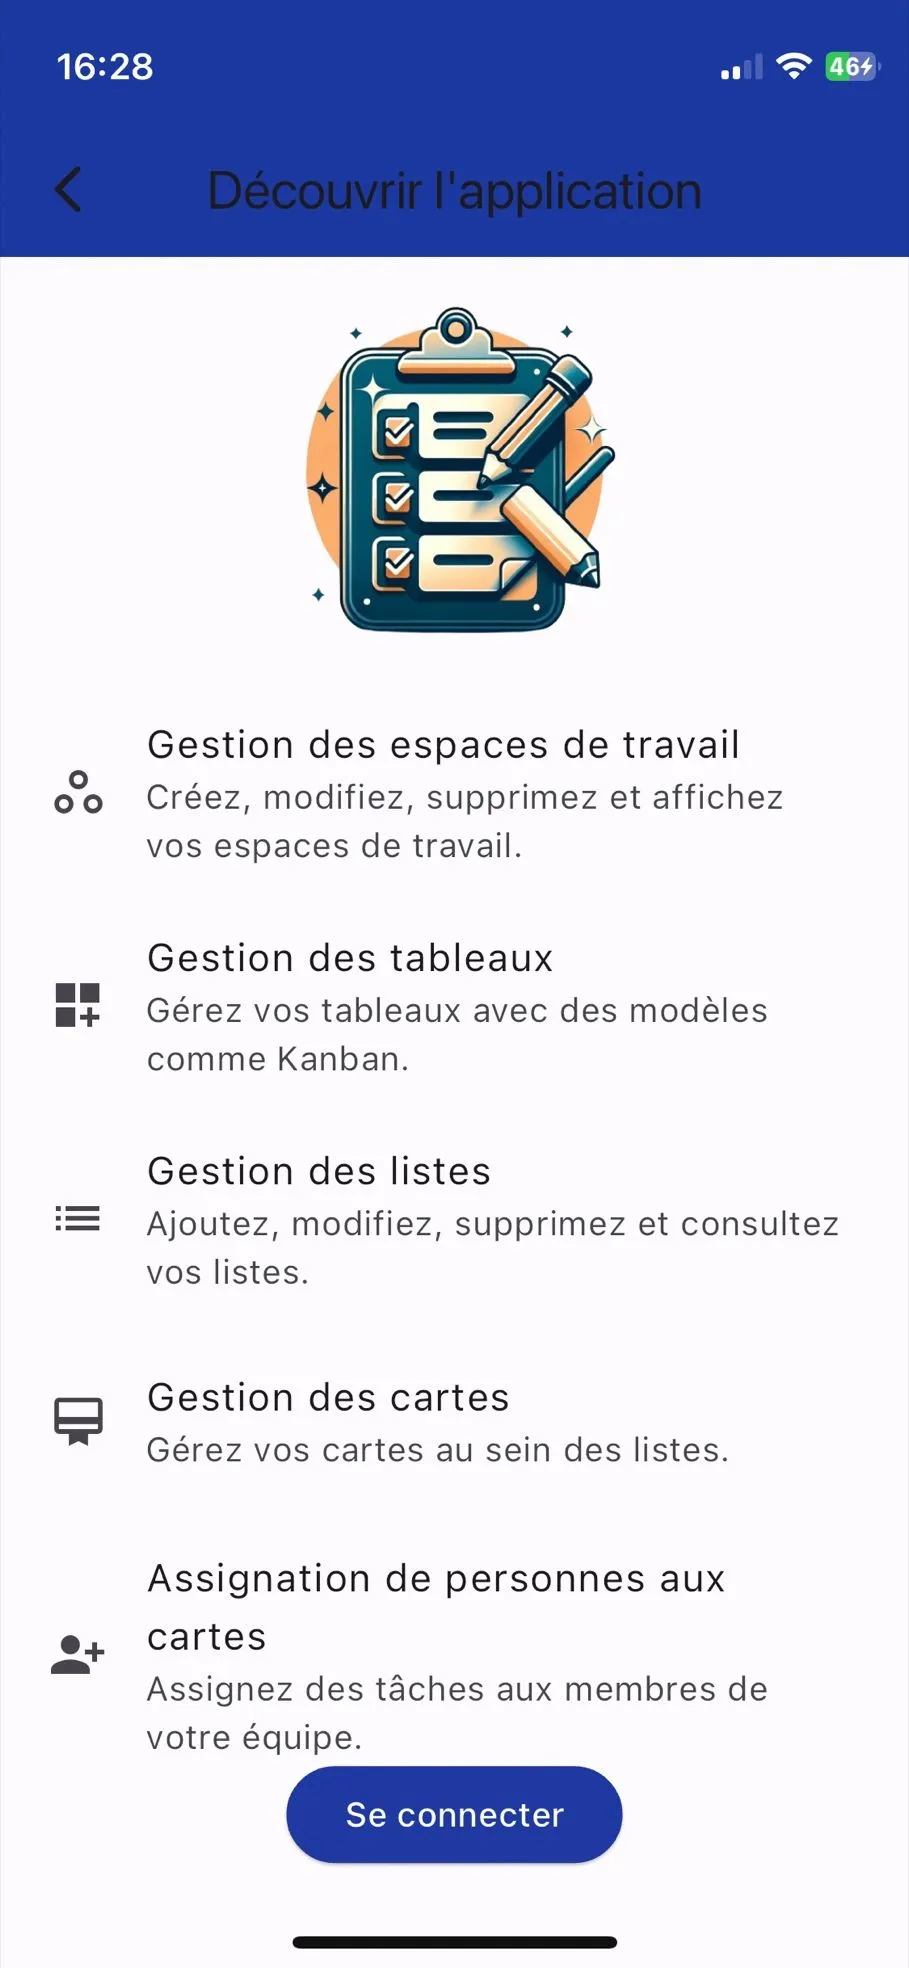 16:28
46
Découvrir l'application
Gestion des espaces de travail
Créez, modifiez, supprimez et affichez
vos espaces de travail.
Gestion des tableaux
Gérez vos tableaux avec des modèles
comme Kanban.
Gestion des listes
Ajoutez, modifiez, supprimez et consultez
vos listes.
Gestion des cartes
Gérez vos cartes au sein des listes.
Assignation de personnes aux
cartes
Assignez des tâches aux membres de
votre équipe.
Se connecter